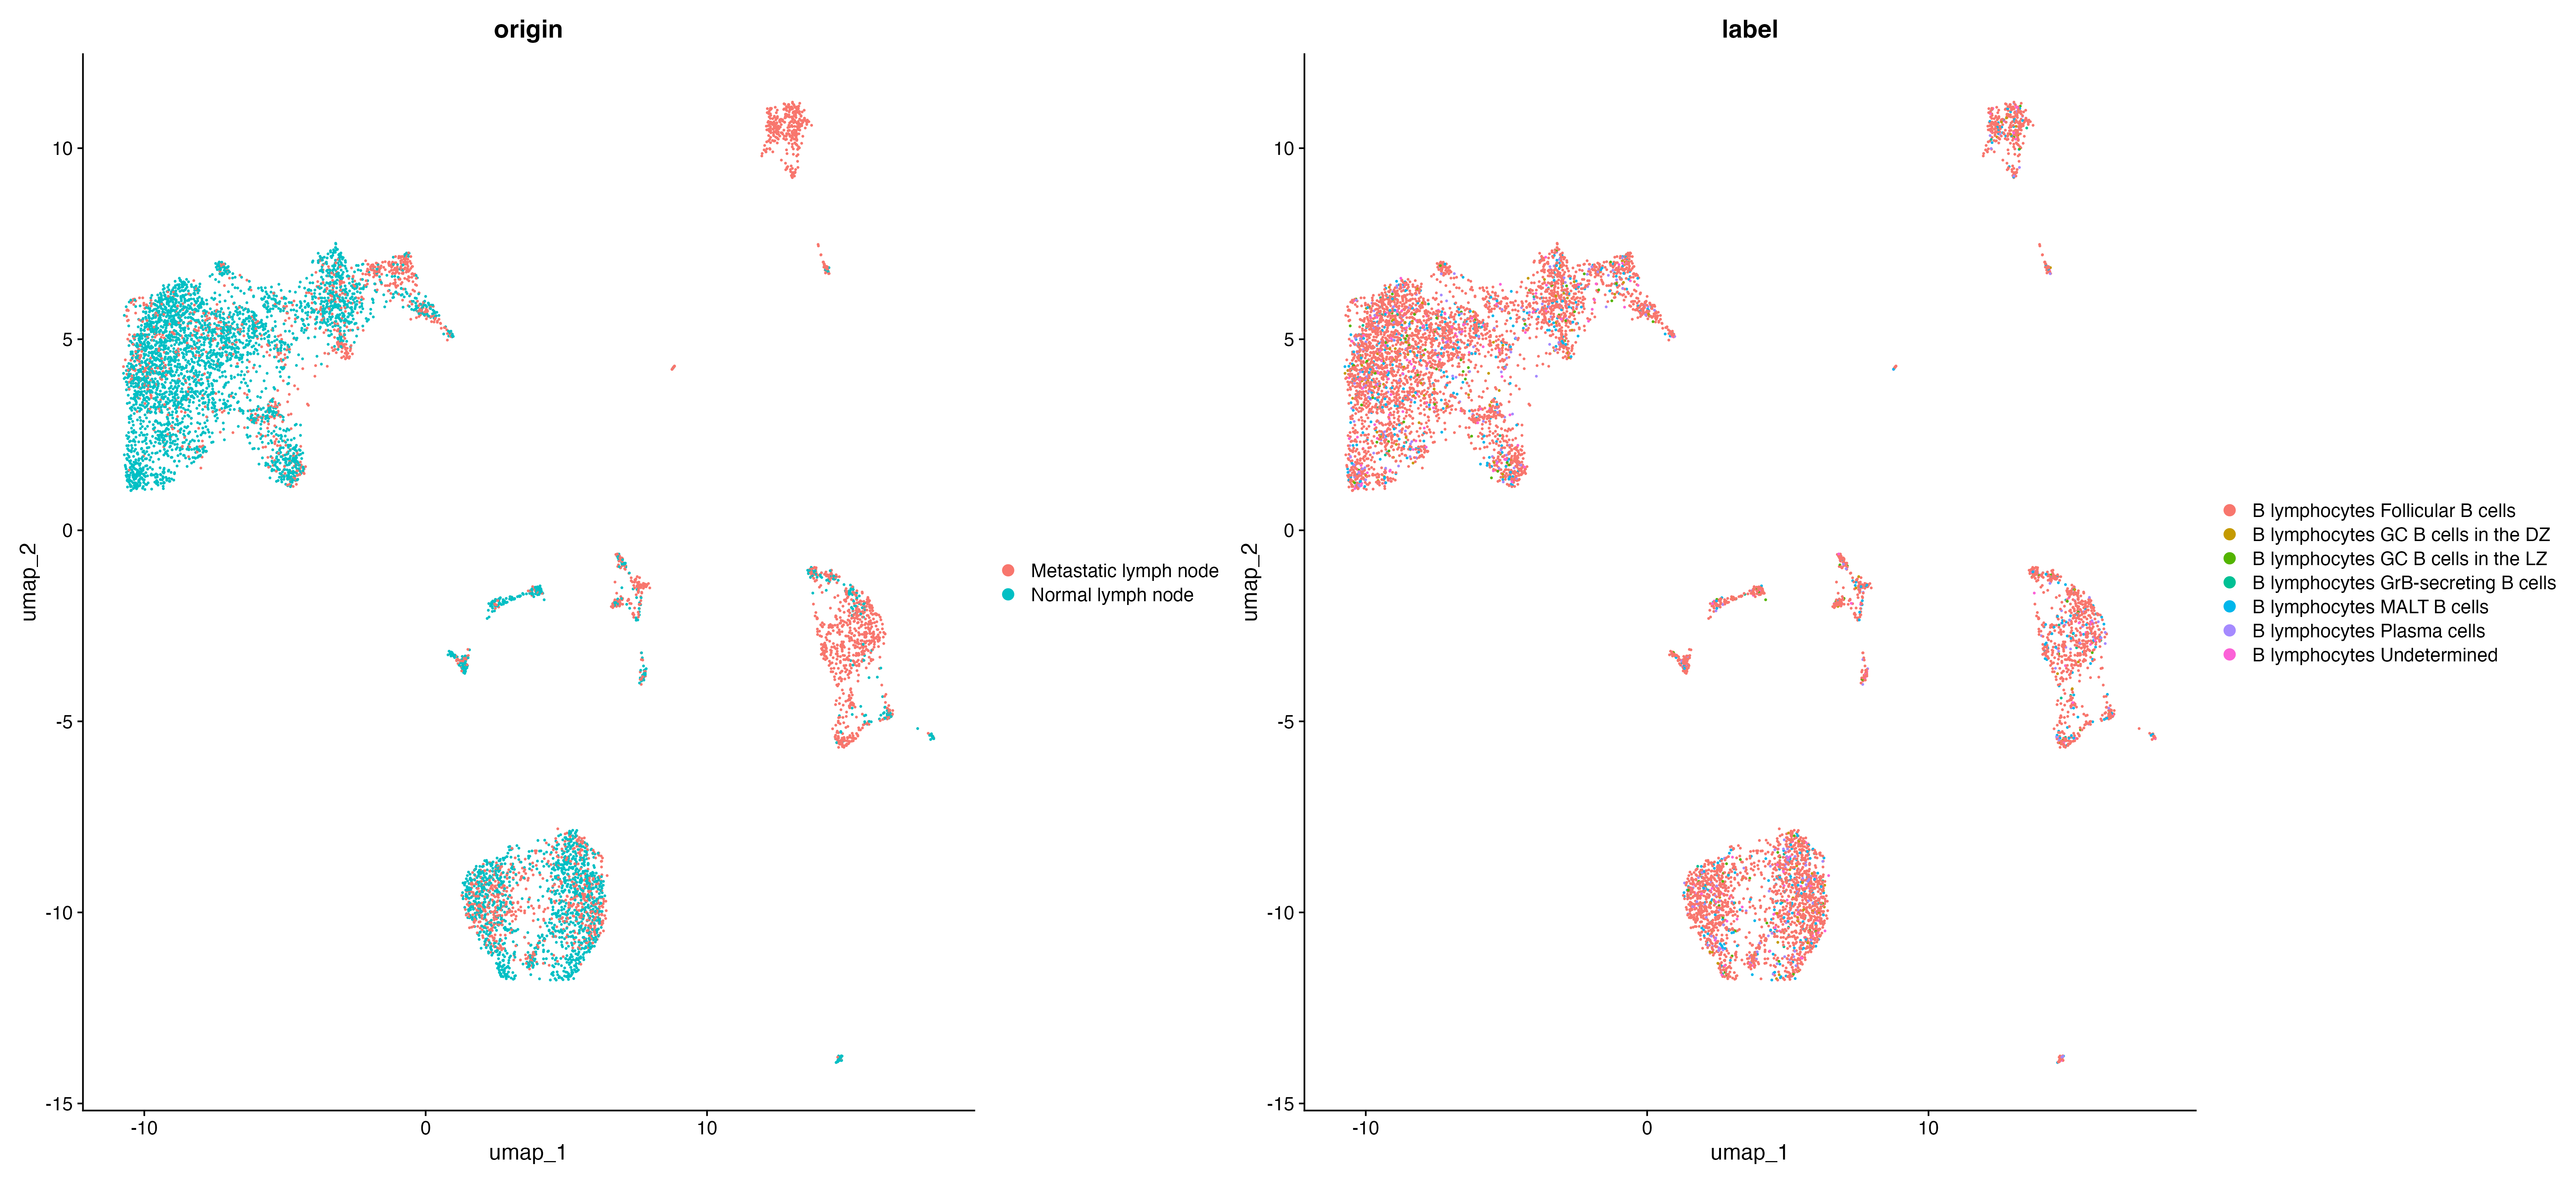 origin
10
5
0
-5
-10
-15
umap_2
-10
0
10
umap_1
Metastatic lymph node
Normal lymph node
label
10
5
0
-5
-10
-15
umap_2
-10
0
10
umap_1
B lymphocytes Follicular B cells
B lymphocytes GC B cells in the DZ
B lymphocytes GC B cells in the LZ
B lymphocytes GrB-secreting B cells
B lymphocytes MALT B cells
B lymphocytes Plasma cells
B lymphocytes Undetermined